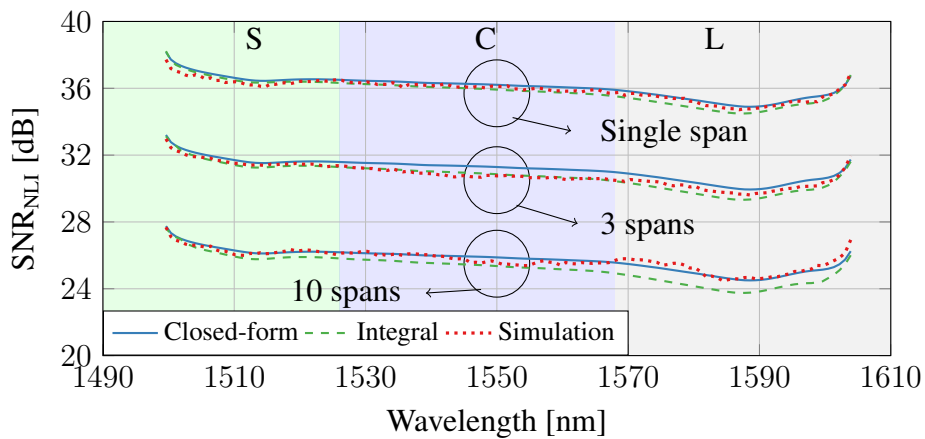 40
36
32
28
24
20
SNR_NLI [dB]
S C L
Single span
3 spans
10 spans
Closed-form Integral Simulation
1490 1510 1530 1550 1570 1590 1610
Wavelength [nm]